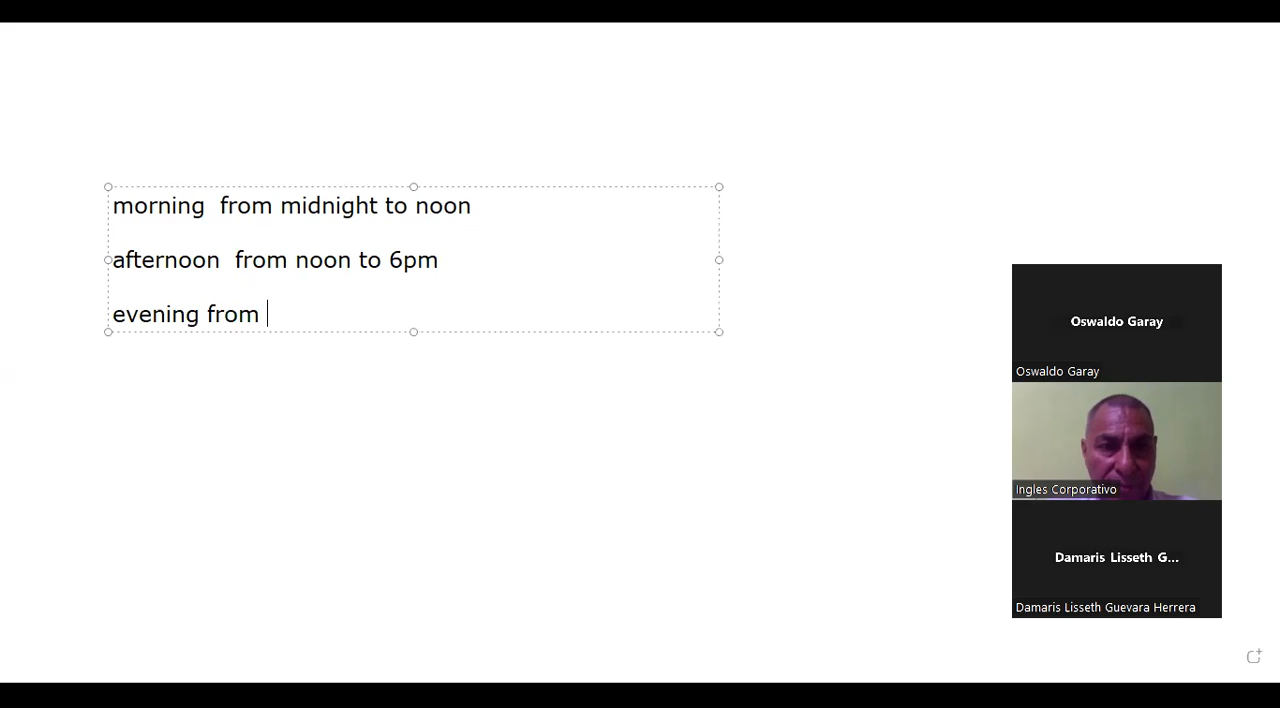 morning  from midnight to noon
afternoon  from noon to 6pm
evening from
Oswaldo Garay
Oswaldo Garay
Ingles Corporativo
Damaris Lisseth G...
Damaris Lisseth Guevara Herrera